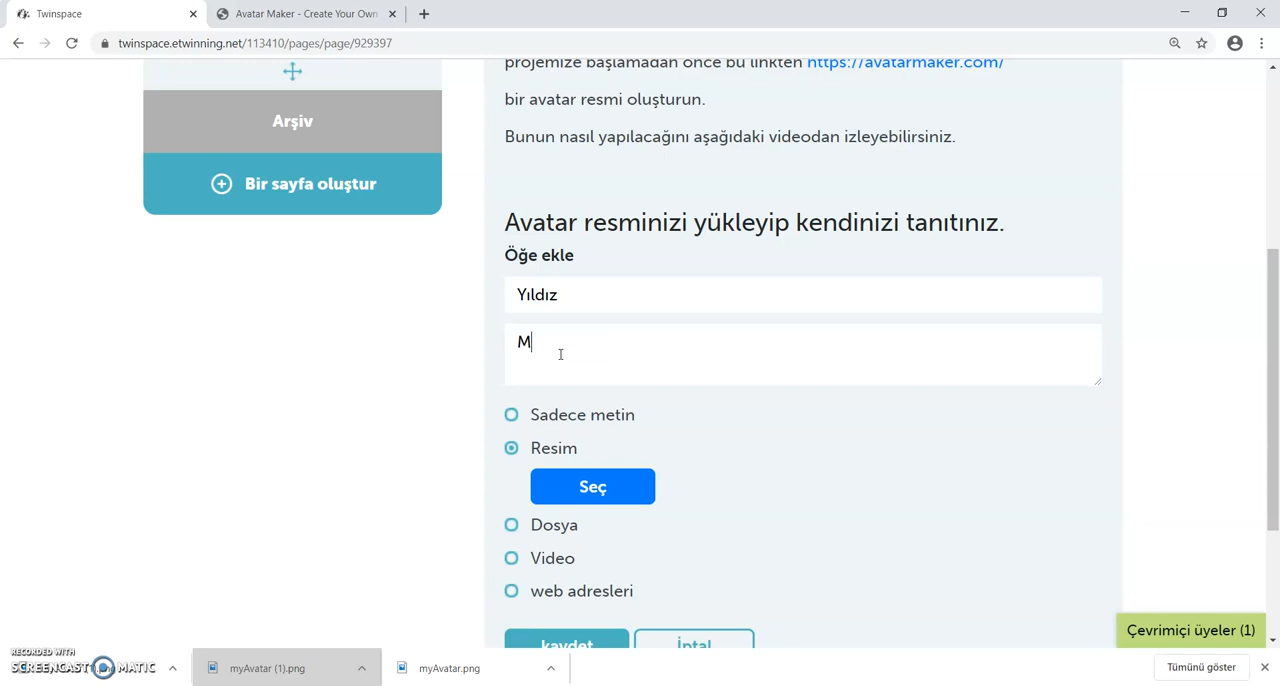 Twinspace
Avatar Maker - Create Your Own
twinspace.etwinning.net/113410/pages/page/929397
projemize başlamadan önce bu linkten https://avatarmaker.com/
bir avatar resmi oluşturun.
Bunun nasıl yapılacağını aşağıdaki videodan izleyebilirsiniz.
Arşiv
Bir sayfa oluştur
Avatar resminizi yükleyip kendinizi tanıtınız.
Öğe ekle
Yıldız
M
Sadece metin
Resim
Seç
Dosya
Video
web adresleri
kaydet
İptal
Çevrimiçi üyeler (1)
RECORDED WITH
SCREENCAST MATIC
myAvatar (1).png
myAvatar.png
Tümünü göster